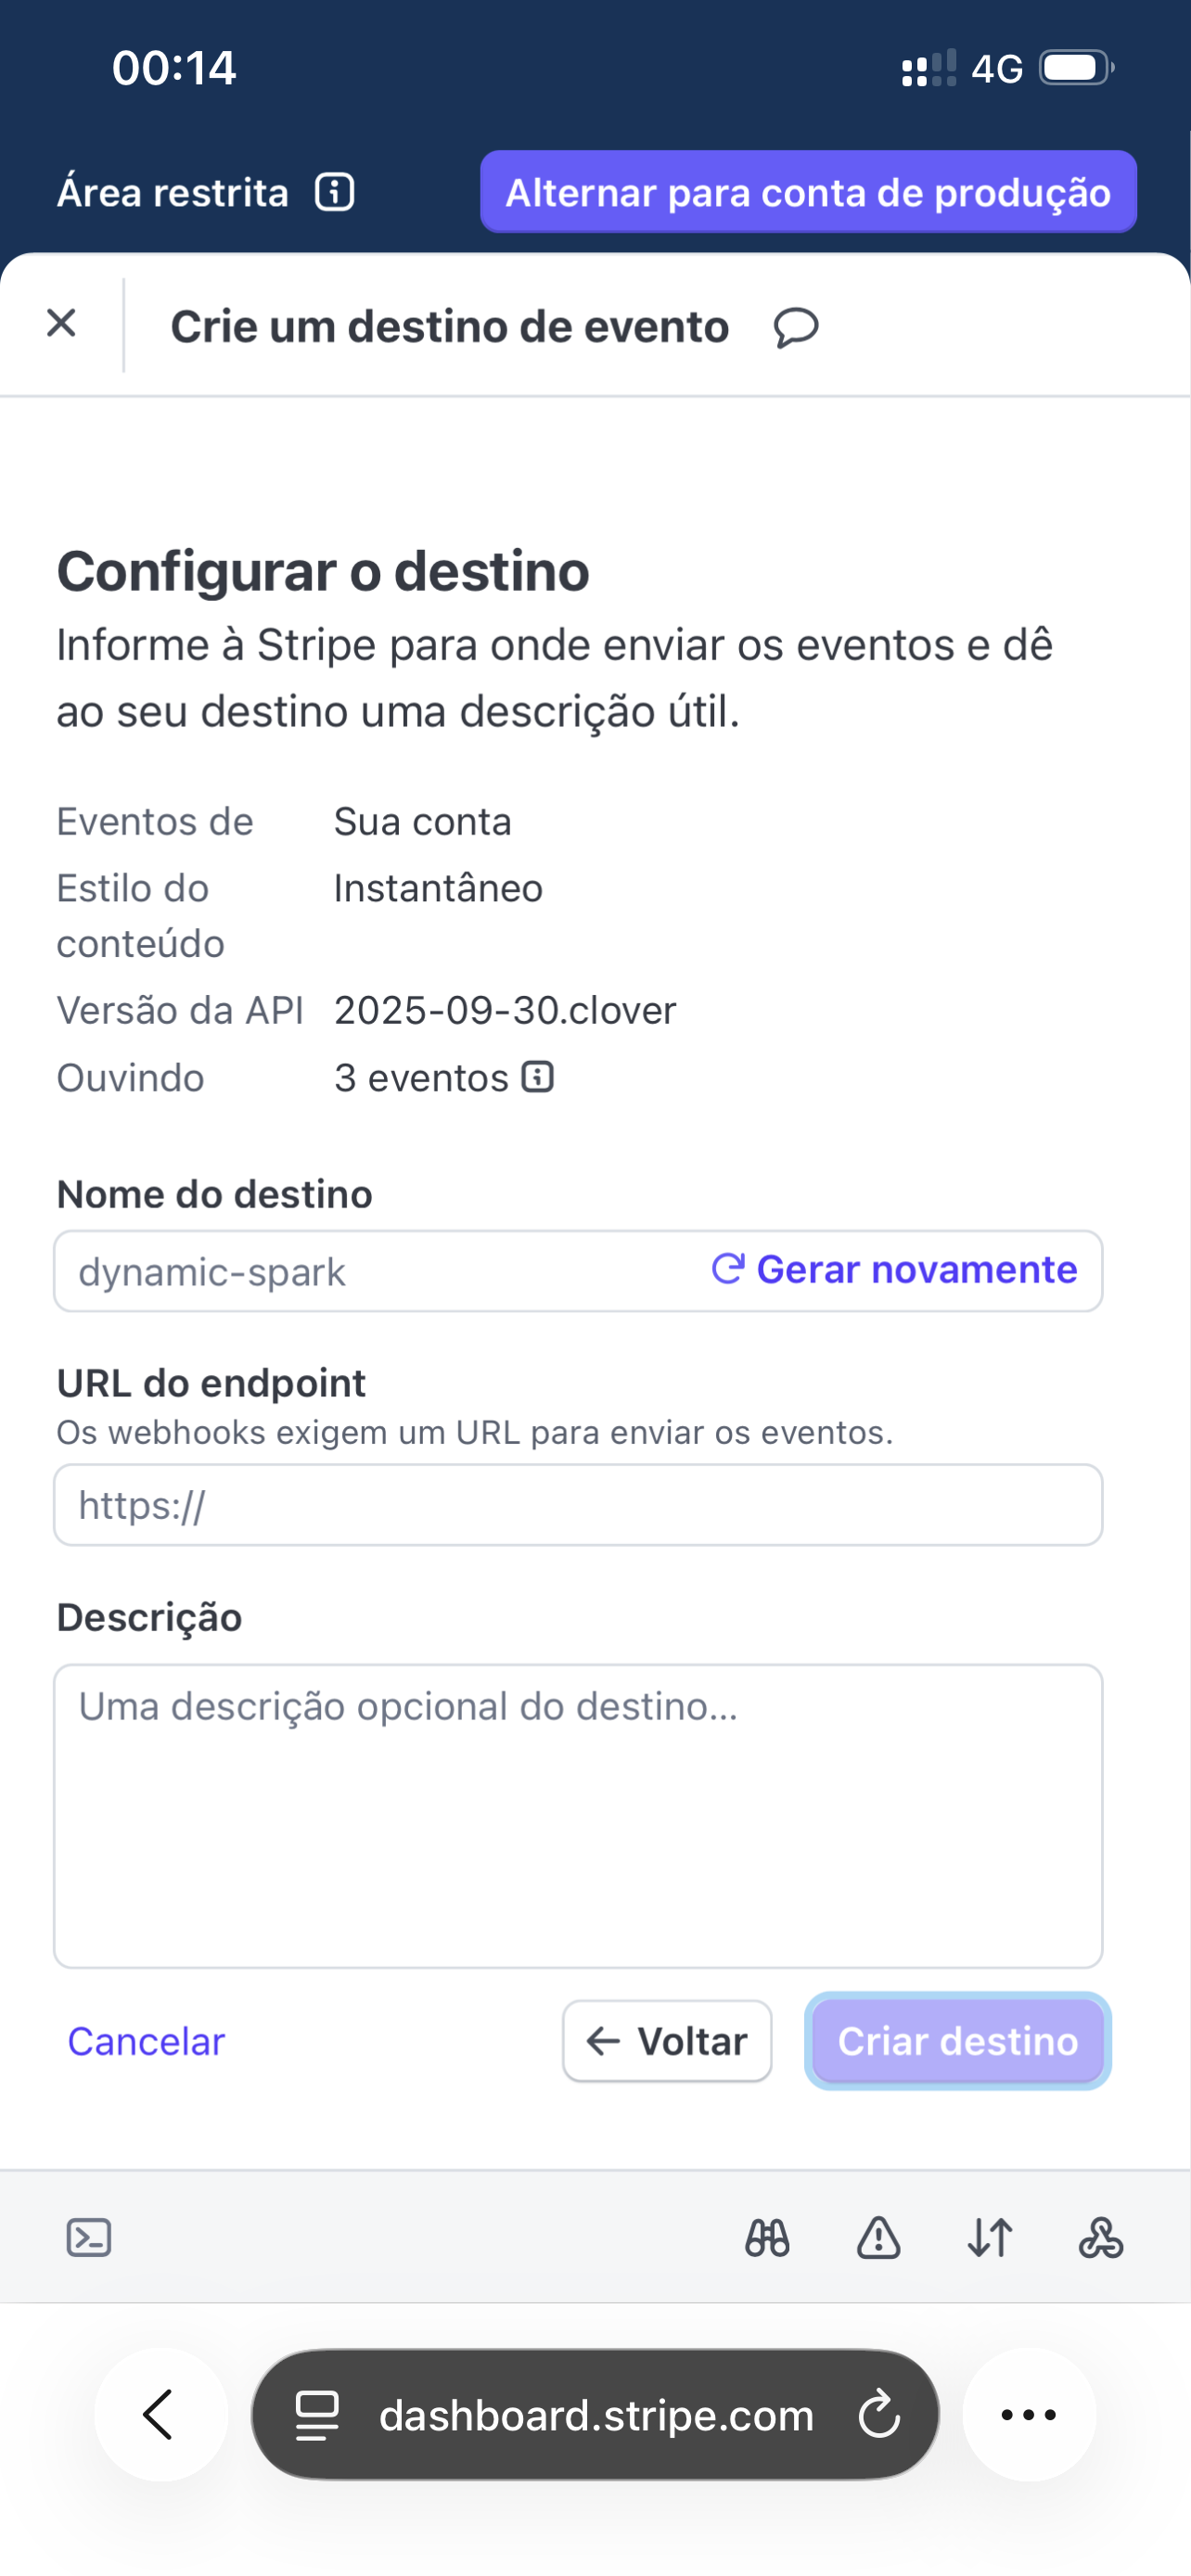 00:14
4G
Área restrita
Alternar para conta de produção
Crie um destino de evento
Configurar o destino
Informe à Stripe para onde enviar os eventos e dê
ao seu destino uma descrição útil.
Eventos de Sua conta
Estilo do Instantâneo
conteúdo
Versão da API 2025-09-30.clover
Ouvindo 3 eventos
Nome do destino
dynamic-spark Gerar novamente
URL do endpoint
Os webhooks exigem um URL para enviar os eventos.
https://
Descrição
Uma descrição opcional do destino...
Cancelar
Voltar
Criar destino
dashboard.stripe.com